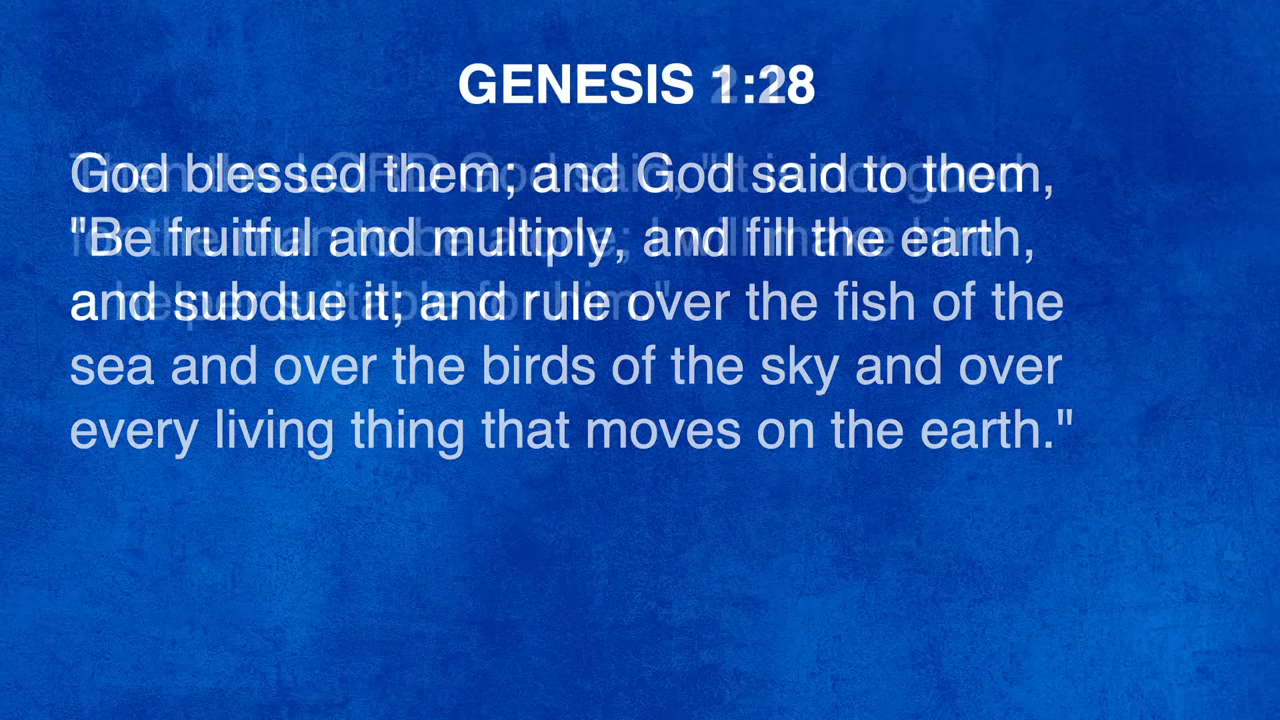 GENESIS 1:28
God blessed them; and God said to them,
"Be fruitful and multiply, and fill the earth,
and subdue it; and rule over the fish of the
sea and over the birds of the sky and over
every living thing that moves on the earth."